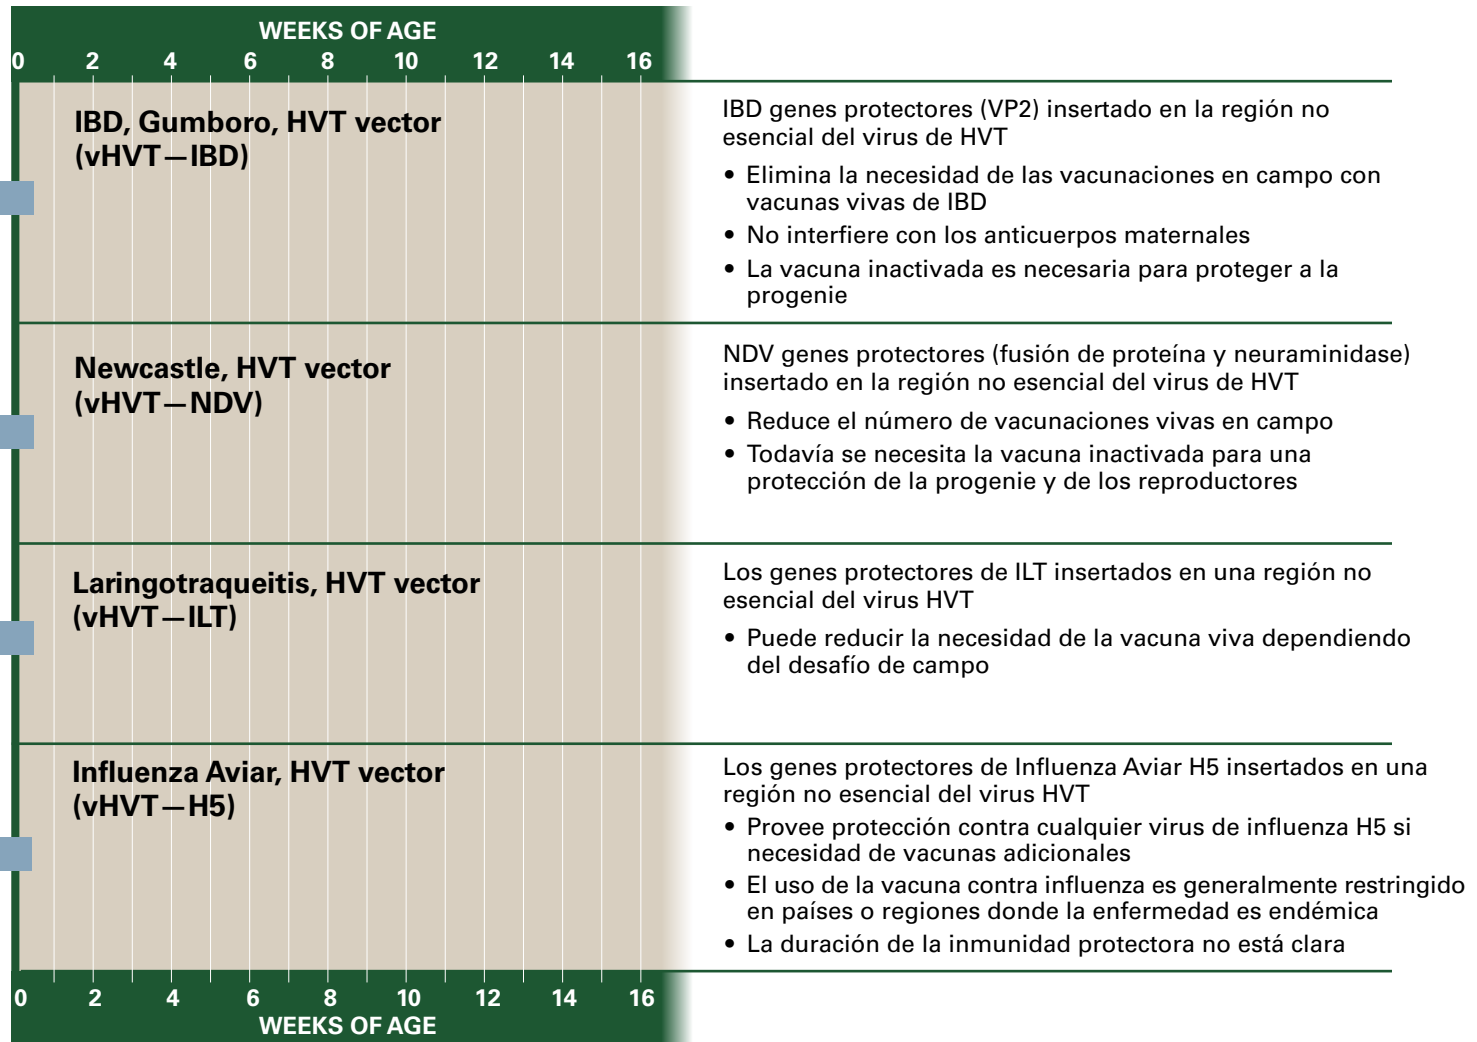 WEEKS OF AGE
0 2 4 6 8 10 12 14 16
IBD, Gumboro, HVT vector
(vHVT—IBD)
IBD genes protectores (VP2) insertado en la región no
esencial del virus de HVT
• Elimina la necesidad de las vacunaciones en campo con
vacunas vivas de IBD
• No interfiere con los anticuerpos maternales
• La vacuna inactivada es necesaria para proteger a la
progenie
Newcastle, HVT vector
(vHVT—NDV)
NDV genes protectores (fusión de proteína y neuraminidase)
insertado en la región no esencial del virus de HVT
• Reduce el número de vacunaciones vivas en campo
• Todavía se necesita la vacuna inactivada para una
protección de la progenie y de los reproductores
Laringotraqueitis, HVT vector
(vHVT—ILT)
Los genes protectores de ILT insertados en una región no
esencial del virus HVT
• Puede reducir la necesidad de la vacuna viva dependiendo
del desafío de campo
Influenza Aviar, HVT vector
(vHVT—H5)
Los genes protectores de Influenza Aviar H5 insertados en una
región no esencial del virus HVT
• Provee protección contra cualquier virus de influenza H5 si
necesidad de vacunas adicionales
• El uso de la vacuna contra influenza es generalmente restringido
en países o regiones donde la enfermedad es endémica
• La duración de la inmunidad protectora no está clara
0 2 4 6 8 10 12 14 16
WEEKS OF AGE